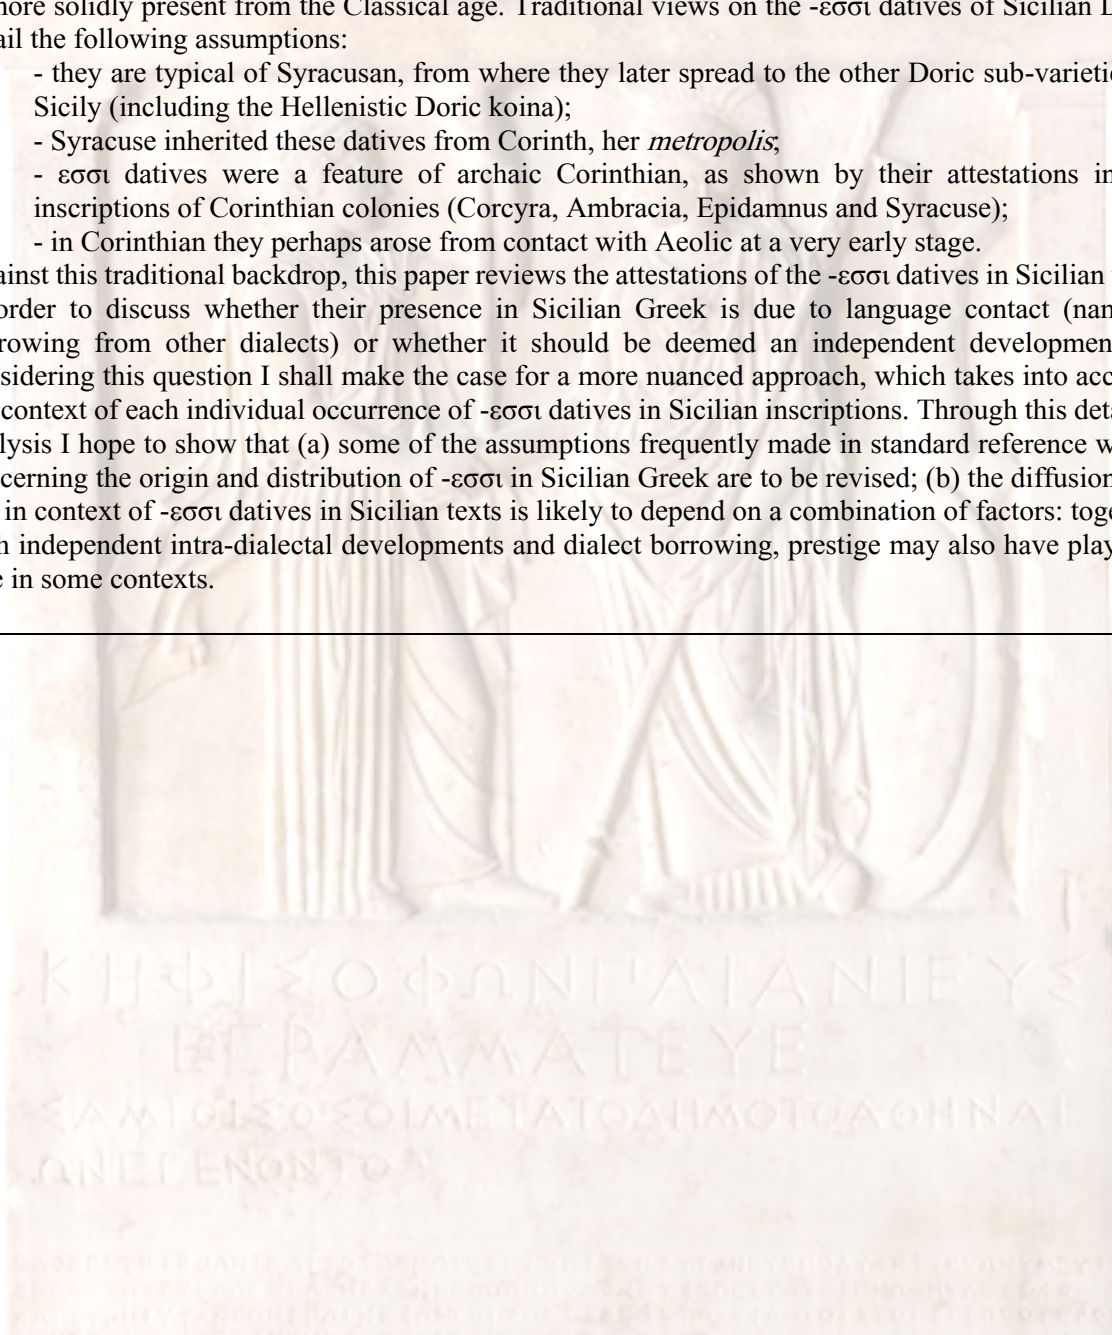 more solidly present from the Classical age. Traditional views on the -εσσι datives of Sicilian
ail the following assumptions:
- they are typical of Syracusan, from where they later spread to the other Doric sub-varieti
Sicily (including the Hellenistic Doric koina);
- Syracuse inherited these datives from Corinth, her metropolis;
- εσσι datives were a feature of archaic Corinthian, as shown by their attestations in
inscriptions of Corinthian colonies (Corcyra, Ambracia, Epidamnus and Syracuse);
- in Corinthian they perhaps arose from contact with Aeolic at a very early stage.
ainst this traditional backdrop, this paper reviews the attestations of the -εσσι datives in Sicilian
order to discuss whether their presence in Sicilian Greek is due to language contact (nam
rowing from other dialects) or whether it should be deemed an independent developmen
nsidering this question I shall make the case for a more nuanced approach, which takes into acc
context of each individual occurrence of -εσσι datives in Sicilian inscriptions. Through this deta
lysis I hope to show that (a) some of the assumptions frequently made in standard reference w
cerning the origin and distribution of -εσσι in Sicilian Greek are to be revised; (b) the diffusion
in context of -εσσι datives in Sicilian texts is likely to depend on a combination of factors: toge
h independent intra-dialectal developments and dialect borrowing, prestige may also have play
e in some contexts.
ΚΗΦΙΣΟΦΩΝΠΑΙΑΝΙΕΥΣ
ΕΓΡΑΜΜΑΤΕΥΕ
ΣΑΜΙΟΙΣΟΣΟΙΜΕΤΑΤΟΔΗΜΟΤΟΑΘΗΝΑΙ
ΩΝΕΓΕΝΟΝΤΟ